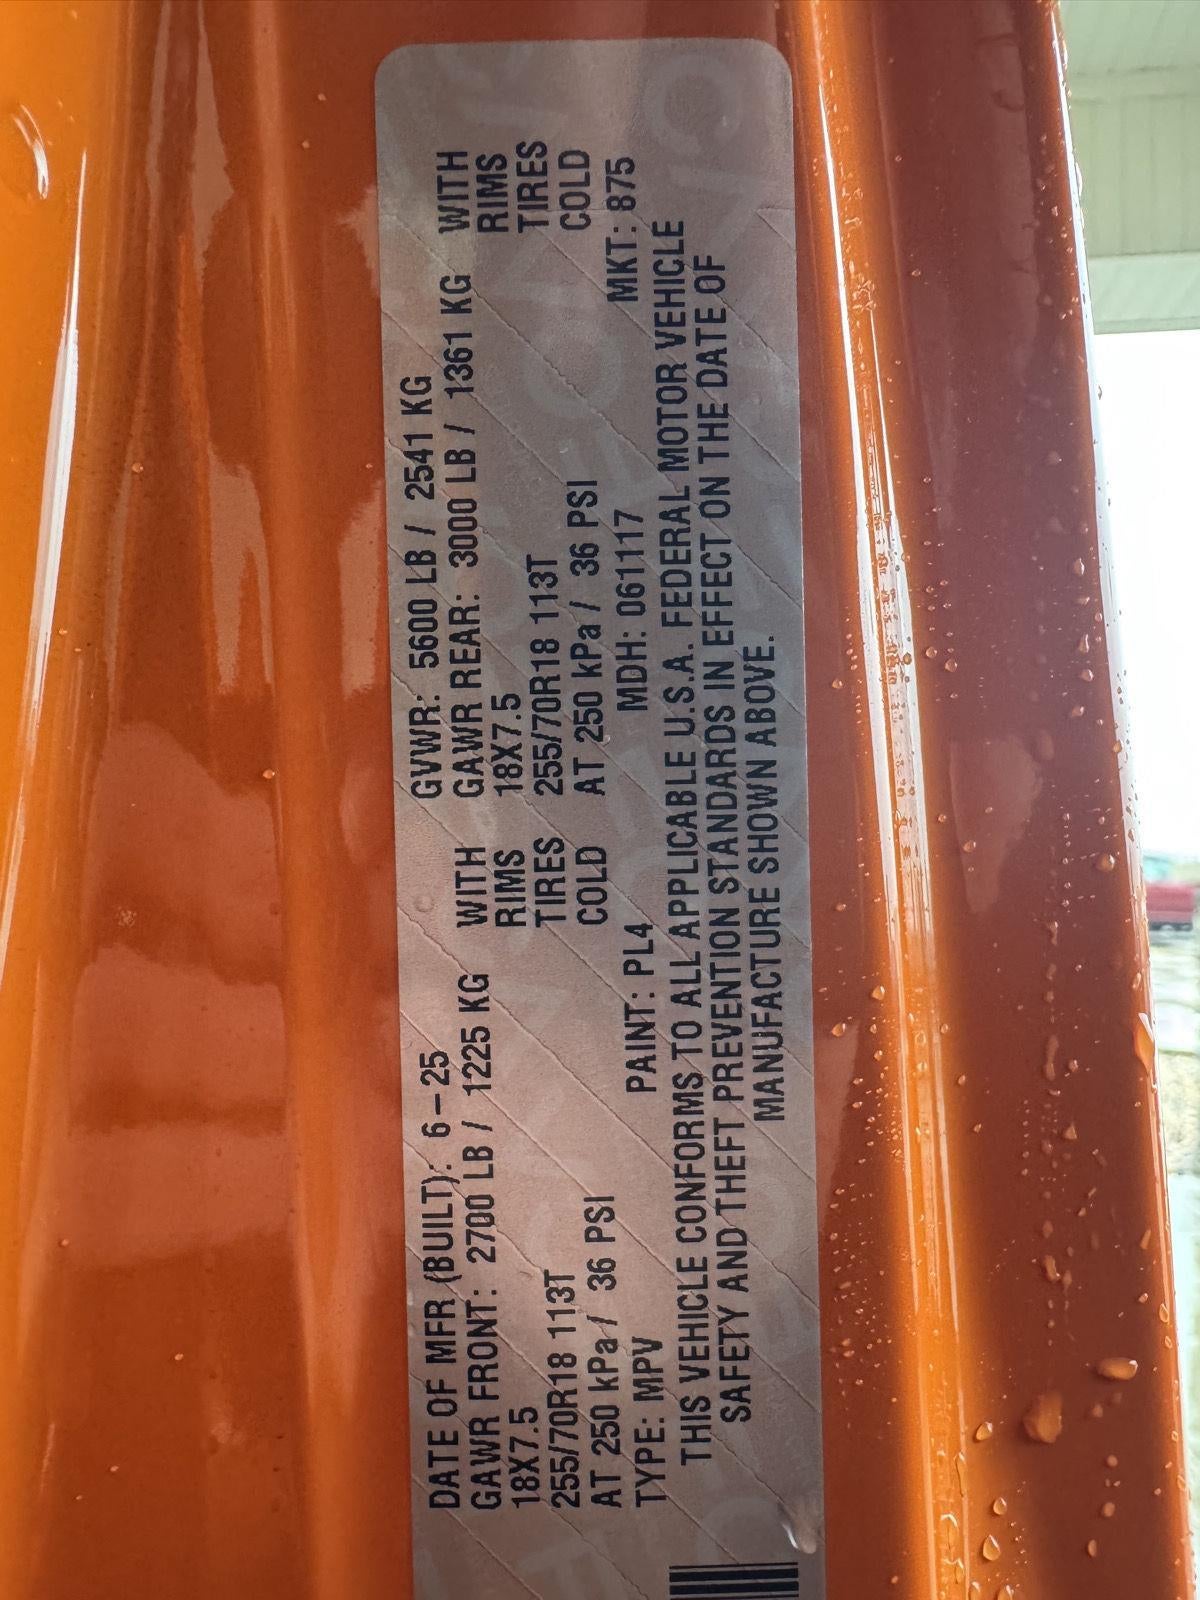 DATE OF MFR (BUILT): 6-25 GVWR: 5600 LB / 2541 KG
GAWR FRONT: 2700 LB / 1225 KG WITH GAWR REAR: 3000 LB / 1361 KG WITH
18X7.5 RIMS 18X7.5 RIMS
255/70R18 113T TIRES 255/70R18 113T TIRES
AT 250 kPa / 36 PSI COLD AT 250 kPa / 36 PSI COLD
TYPE: MPV PAINT: PL4 MDH: 061117 MKT: 875
THIS VEHICLE CONFORMS TO ALL APPLICABLE U.S.A. FEDERAL MOTOR VEHICLE
SAFETY AND THEFT PREVENTION STANDARDS IN EFFECT ON THE DATE OF
MANUFACTURE SHOWN ABOVE.